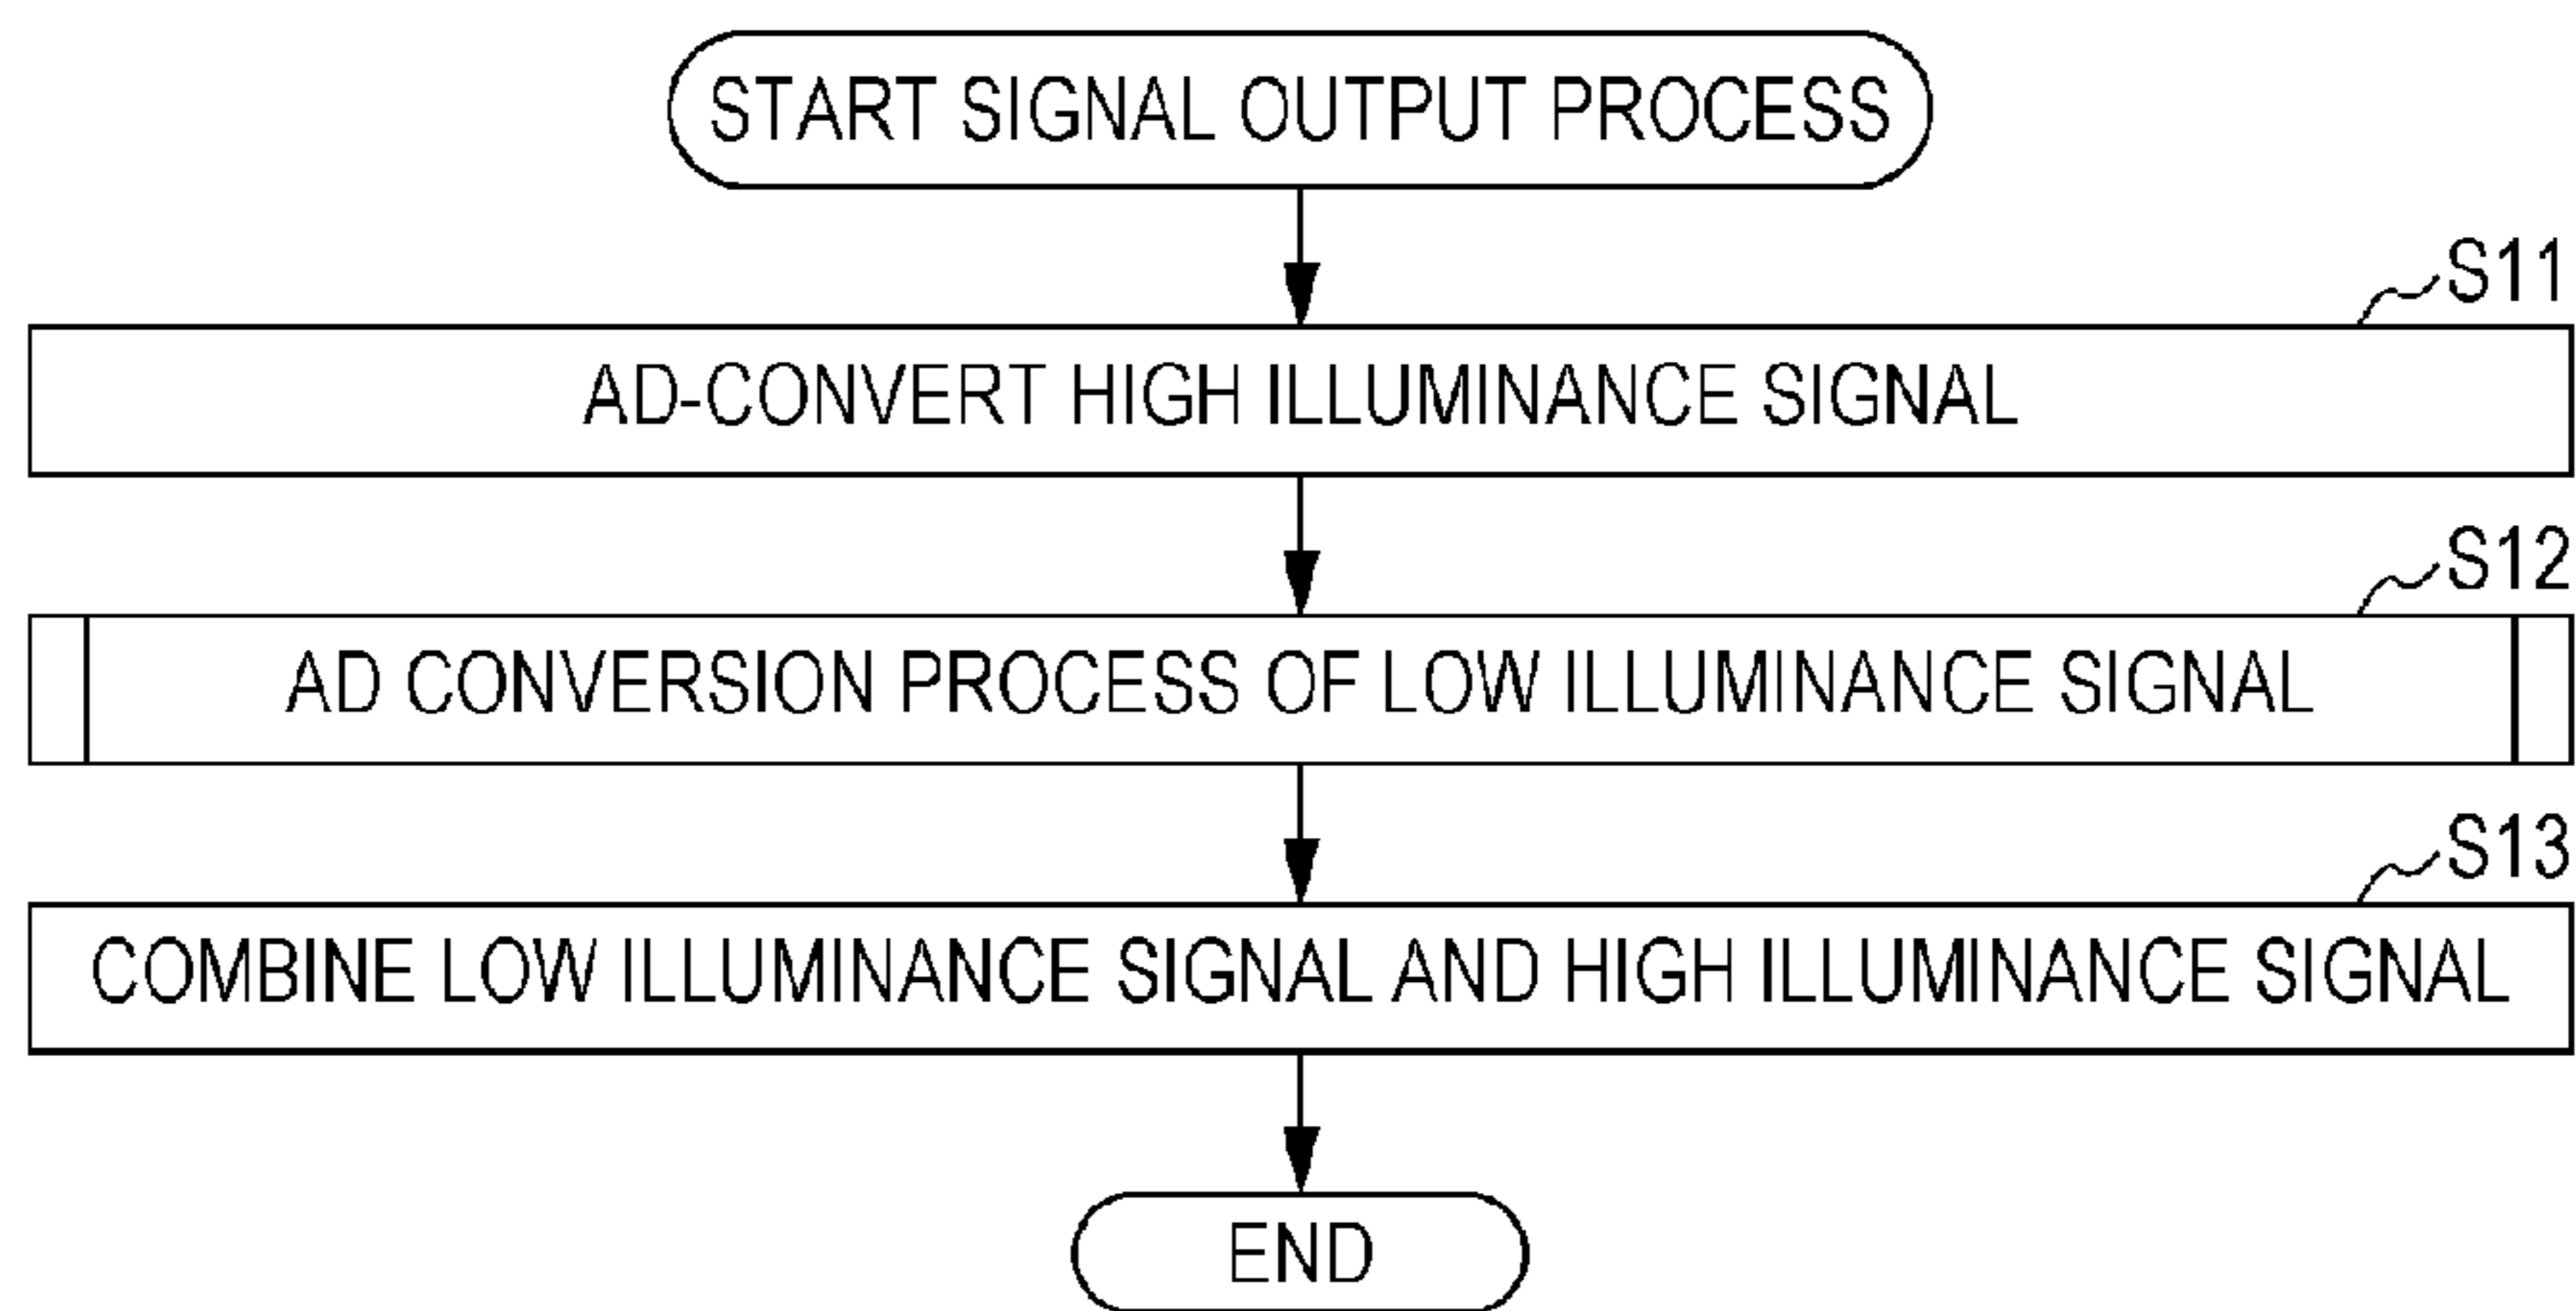 START SIGNAL OUTPUT PROCESS
S11
AD-CONVERT HIGH ILLUMINANCE SIGNAL
S12
AD CONVERSION PROCESS OF LOW ILLUMINANCE SIGNAL
S13
COMBINE LOW ILLUMINANCE SIGNAL AND HIGH ILLUMINANCE SIGNAL
END